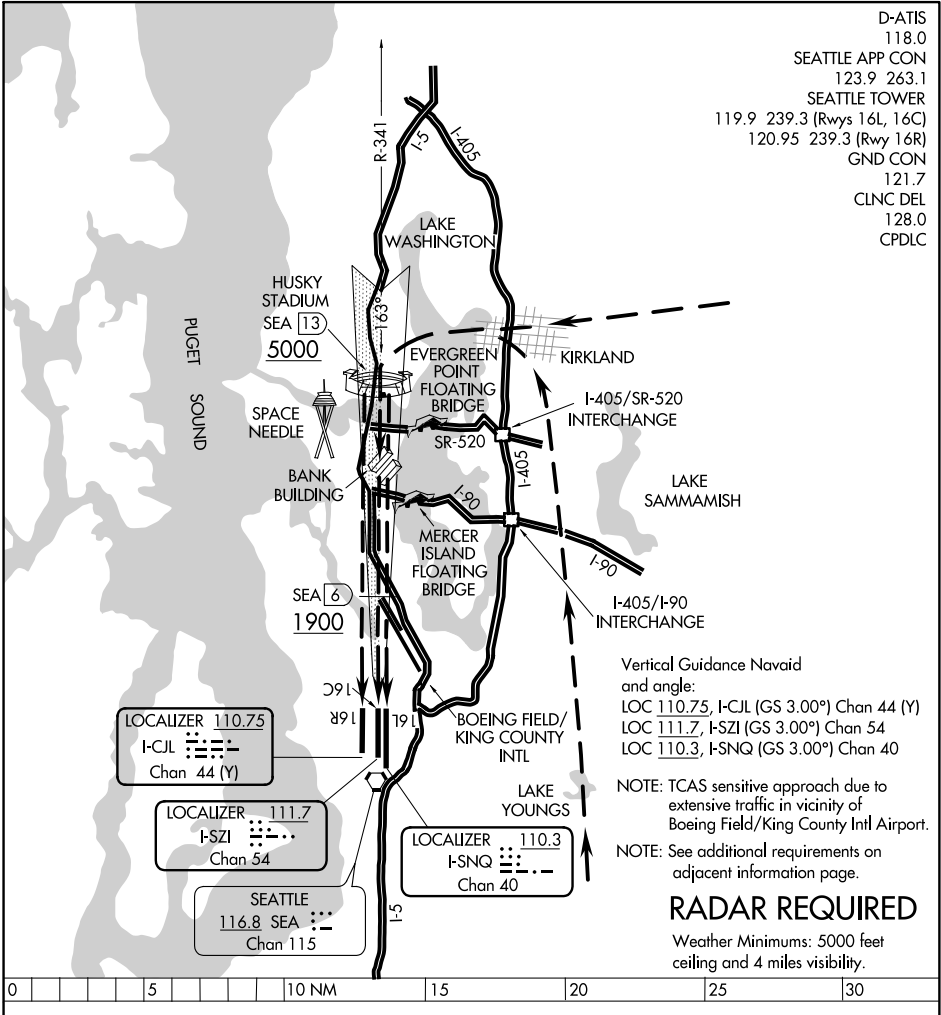 D-ATIS
118.0
SEATTLE APP CON
123.9 263.1
SEATTLE TOWER
119.9 239.3 (Rwys 16L, 16C)
120.95 239.3 (Rwy 16R)
GND CON
121.7
CLNC DEL
128.0
CPDLC
R-341
I-5
I-405
LAKE
WASHINGTON
HUSKY
STADIUM
SEA 13
5000
163°
PUGET SOUND
EVERGREEN
POINT
FLOATING
BRIDGE
KIRKLAND
SPACE
NEEDLE
I-405/SR-520
INTERCHANGE
SR-520
I-405
BANK
BUILDING
I-90
LAKE
SAMMAMISH
MERCER
ISLAND
FLOATING
BRIDGE
I-90
SEA 6
1900
I-405/I-90
INTERCHANGE
16C
16R
16L
BOEING FIELD/
KING COUNTY
INTL
Vertical Guidance Navaid
and angle:
LOC 110.75, I-CJL (GS 3.00°) Chan 44 (Y)
LOC 111.7, I-SZI (GS 3.00°) Chan 54
LOC 110.3, I-SNQ (GS 3.00°) Chan 40
LOCALIZER 110.75
I-CJL
Chan 44 (Y)
LAKE
YOUNGS
NOTE: TCAS sensitive approach due to
extensive traffic in vicinity of
Boeing Field/King County Intl Airport.
LOCALIZER 111.7
I-SZI
Chan 54
LOCALIZER 110.3
I-SNQ
Chan 40
NOTE: See additional requirements on
adjacent information page.
SEATTLE
116.8 SEA
Chan 115
I-5
RADAR REQUIRED
Weather Minimums: 5000 feet
ceiling and 4 miles visibility.
0 5 10 NM 15 20 25 30